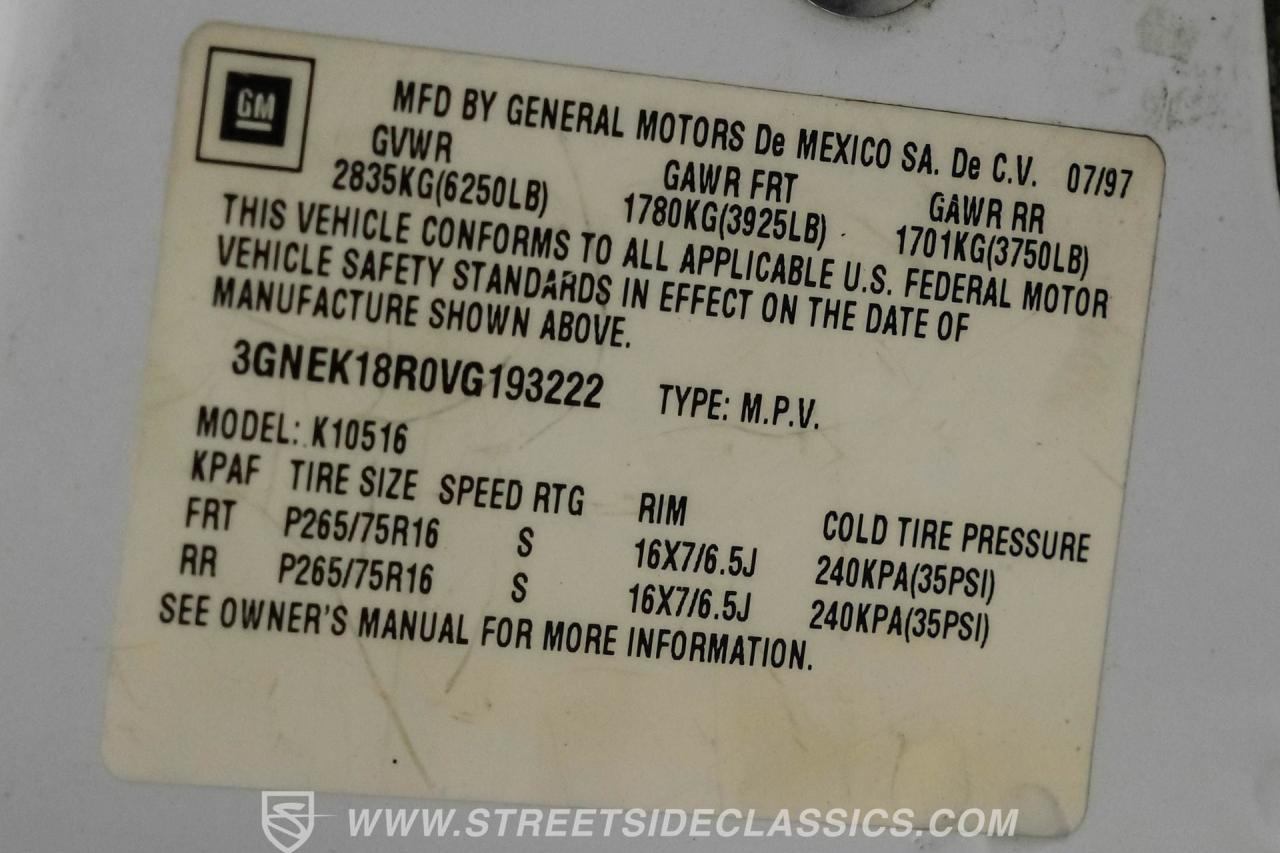 GM
MFD BY GENERAL MOTORS De MEXICO SA. De C.V. 07/97
GVWR GAWR FRT GAWR RR
2835KG(6250LB) 1780KG(3925LB) 1701KG(3750LB)
THIS VEHICLE CONFORMS TO ALL APPLICABLE U.S. FEDERAL MOTOR
VEHICLE SAFETY STANDARDS IN EFFECT ON THE DATE OF
MANUFACTURE SHOWN ABOVE.
3GNEK18R0VG193222 TYPE: M.P.V.
MODEL: K10516
KPAF TIRE SIZE SPEED RTG RIM COLD TIRE PRESSURE
FRT P265/75R16 S 16X7/6.5J 240KPA(35PSI)
RR P265/75R16 S 16X7/6.5J 240KPA(35PSI)
SEE OWNER'S MANUAL FOR MORE INFORMATION.
WWW.STREETSIDECLASSICS.COM